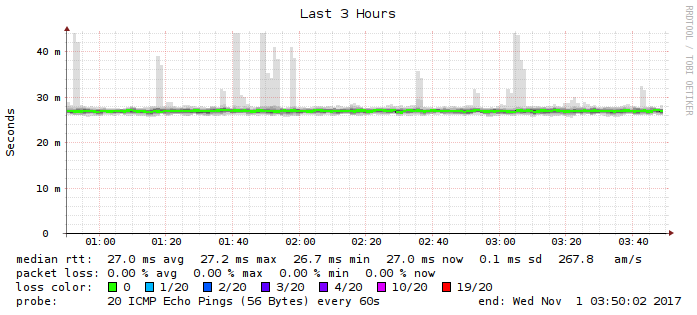 Last 3 Hours
RRDTOOL / TOBI OETIKER
Seconds
40 m
30 m
20 m
10 m
0
01:00 01:20 01:40 02:00 02:20 02:40 03:00 03:20 03:40
median rtt: 27.0 ms avg 27.2 ms max 26.7 ms min 27.0 ms now 0.1 ms sd 267.8 am/s
packet loss: 0.00 % avg 0.00 % max 0.00 % min 0.00 % now
loss color: 0 1/20 2/20 3/20 4/20 10/20 19/20
probe: 20 ICMP Echo Pings (56 Bytes) every 60s end: Wed Nov 1 03:50:02 2017